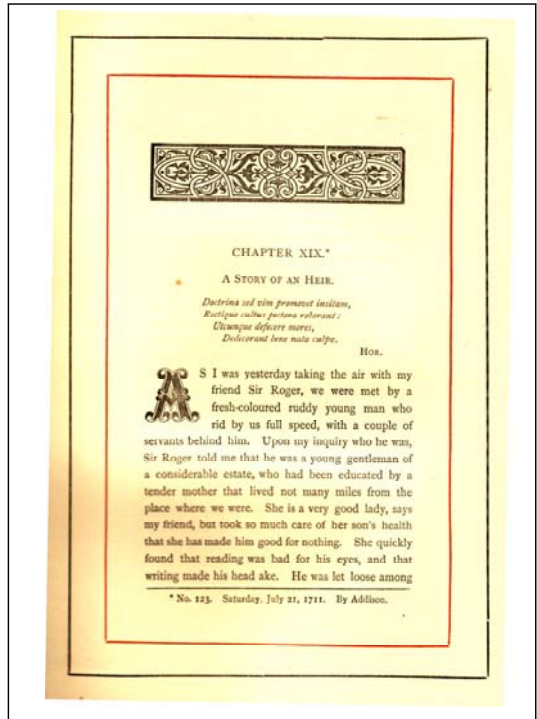 CHAPTER XIX.*
A STORY OF AN HEIR.
Doctrina sed vim promovet insitam,
Rectique cultus pectora roborant:
Utcunque defecere mores,
Dedecorant bene nata culpæ.
HOR.
AS I was yesterday taking the air with my
friend Sir Roger, we were met by a
fresh-coloured ruddy young man who
rid by us full speed, with a couple of
servants behind him. Upon my inquiry who he was,
Sir Roger told me that he was a young gentleman of
a considerable estate, who had been educated by a
tender mother that lived not many miles from the
place where we were. She is a very good lady, says
my friend, but took so much care of her son's health
that she has made him good for nothing. She quickly
found that reading was bad for his eyes, and that
writing made his head ake. He was let loose among
* No. 123. Saturday, July 21, 1711. By Addison.